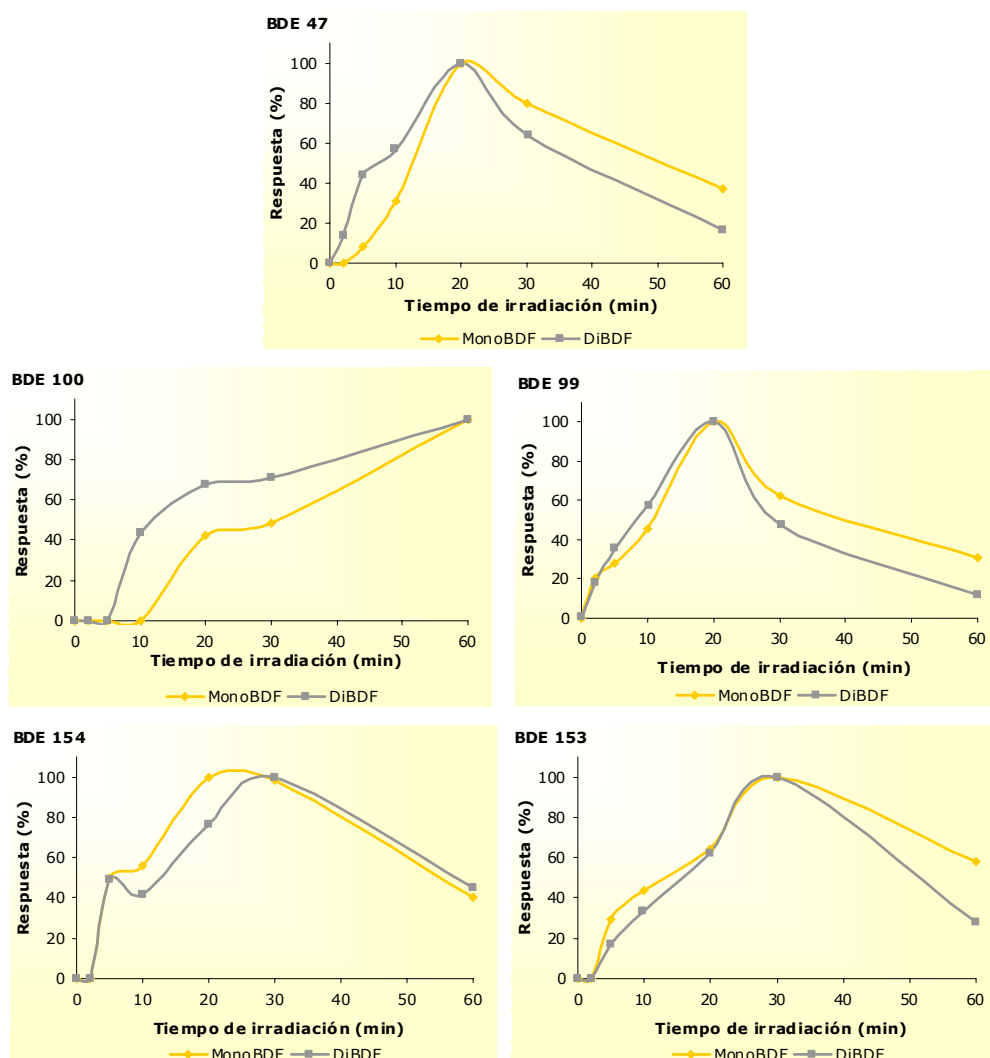 BDE 47
Respuesta (%)
100
80
60
40
20
0
0 10 20 30 40 50 60
Tiempo de irradiación (min)
MonoBDF DiBDF
BDE 100
Respuesta (%)
100
80
60
40
20
0
0 10 20 30 40 50 60
Tiempo de irradiación (min)
MonoBDF DiBDF
BDE 99
Respuesta (%)
100
80
60
40
20
0
0 10 20 30 40 50 60
Tiempo de irradiación (min)
MonoBDF DiBDF
BDE 154
Respuesta (%)
100
80
60
40
20
0
0 10 20 30 40 50 60
Tiempo de irradiación (min)
MonoBDF DiBDF
BDE 153
Respuesta (%)
100
80
60
40
20
0
0 10 20 30 40 50 60
Tiempo de irradiación (min)
MonoBDF DiBDF